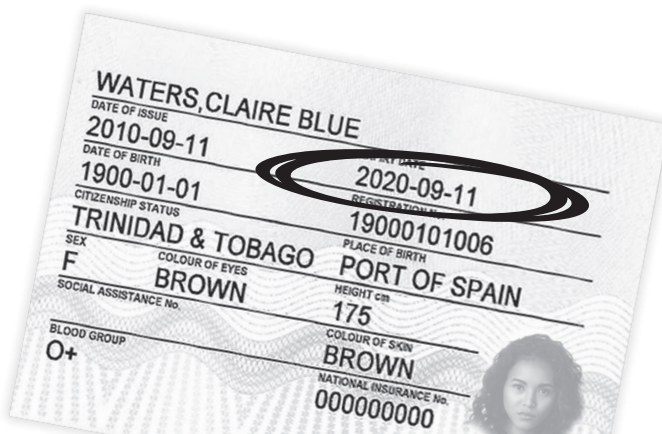 WATERS, CLAIRE BLUE
DATE OF ISSUE
2010-09-11
DATE
2020-09-11
DATE OF BIRTH
1900-01-01
REGISTRATION
19000101006
CITIZENSHIP STATUS
TRINIDAD & TOBAGO
PLACE OF BIRTH
PORT OF SPAIN
SEX
F
COLOUR OF EYES
BROWN
HEIGHT cm
175
SOCIAL ASSISTANCE No.
COLOUR OF SKIN
BROWN
BLOOD GROUP
O+
NATIONAL INSURANCE No.
000000000